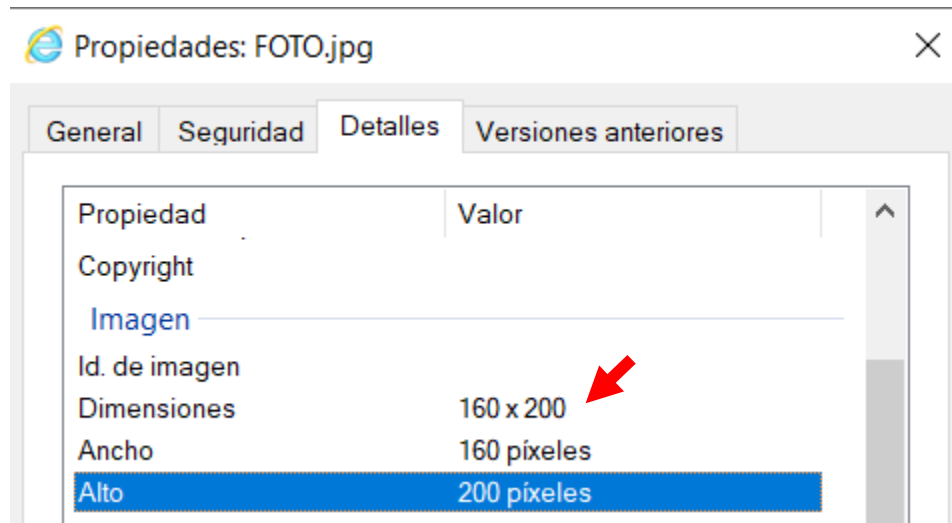 Propiedades: FOTO.jpg
General Seguridad Detalles Versiones anteriores
Propiedad Valor
Copyright
Imagen
Id. de imagen
Dimensiones 160 x 200
Ancho 160 píxeles
Alto 200 píxeles